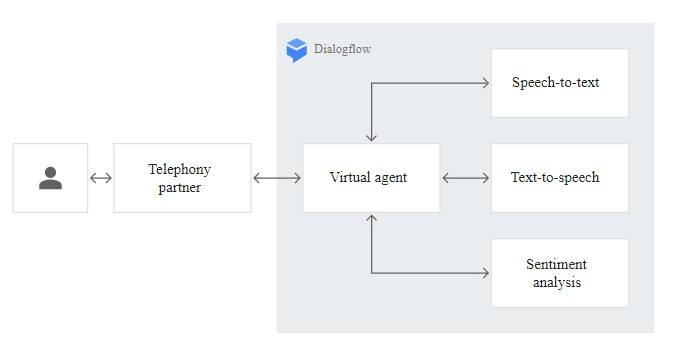 Dialogflow
Speech-to-text
Telephony
partner
Virtual agent
Text-to-speech
Sentiment
analysis